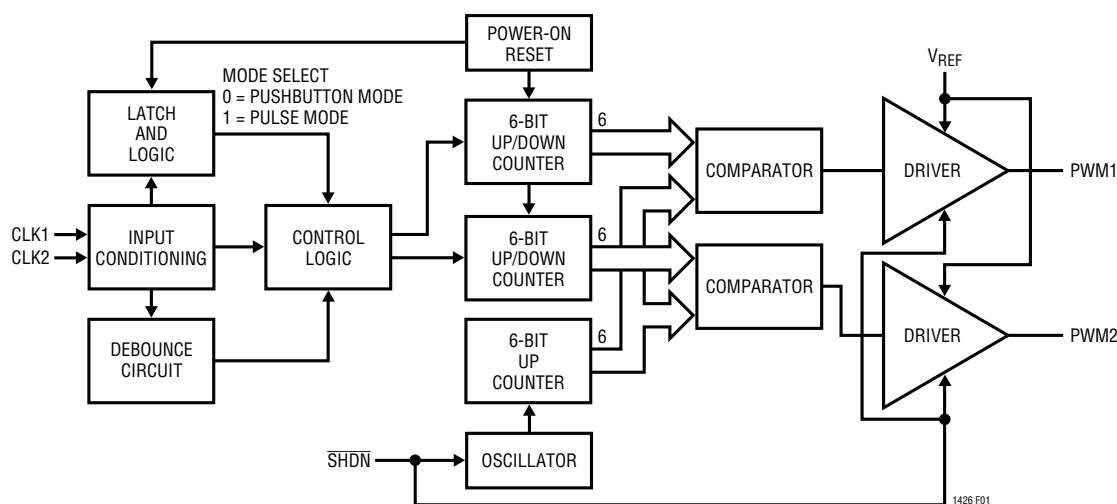 POWER-ON
RESET
VREF
MODE SELECT
0 = PUSHBUTTON MODE
1 = PULSE MODE
LATCH
AND
LOGIC
6-BIT
UP/DOWN
COUNTER
6
COMPARATOR
DRIVER
PWM1
CLK1
CLK2
INPUT
CONDITIONING
CONTROL
LOGIC
6-BIT
UP/DOWN
COUNTER
6
COMPARATOR
DRIVER
PWM2
DEBOUNCE
CIRCUIT
6-BIT
UP
COUNTER
6
SHDN
OSCILLATOR
1426 F01